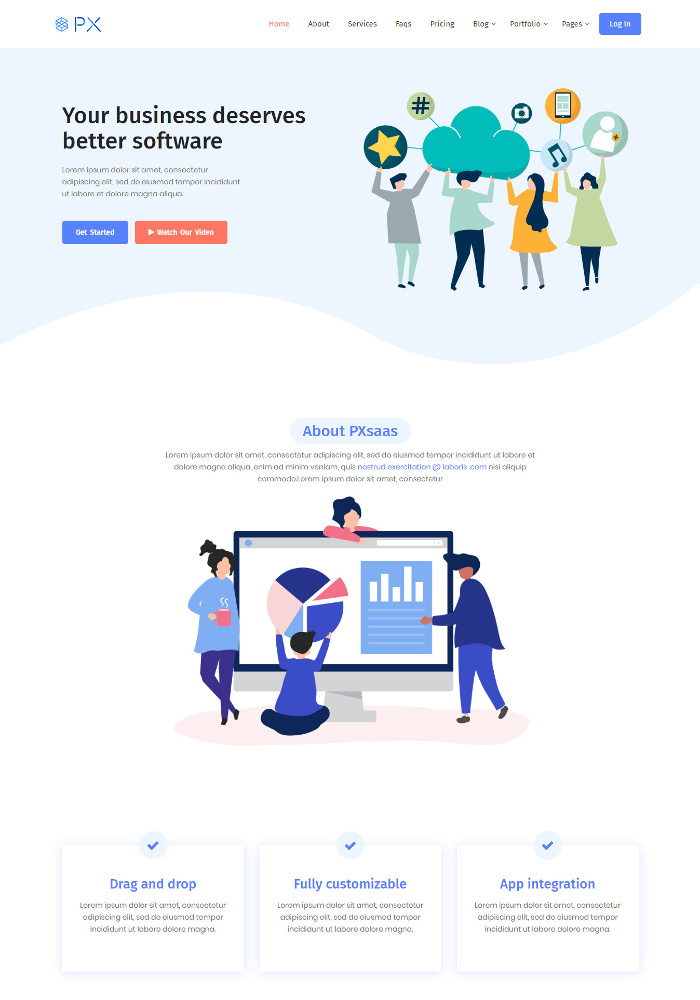 PX
Home About Services Faqs Pricing Blog Portfolio Pages Log In
Your business deserves
better software
Lorem ipsum dolor sit amet, consectetur
adipiscing elit, sed do eiusmod tempor incididunt
ut labore et dolore magna aliqua.
Get Started Watch Our Video
#
About PXsaas
Lorem ipsum dolor sit amet, consectetur adipiscing elit, sed do eiusmod tempor incididunt ut labore et
dolore magna aliqua. enim ad minim veniam, quis nostrud exercitation @ laboris .com nisi aliquip
commodo.Lorem ipsum dolor sit amet, consectetur
Drag and drop
Lorem ipsum dolor sit amet, consectetur
adipiscing elit, sed do eiusmod tempor
incididunt ut labore dolore magna.
Fully customizable
Lorem ipsum dolor sit amet, consectetur
adipiscing elit, sed do eiusmod tempor
incididunt ut labore dolore magna.
App integration
Lorem ipsum dolor sit amet, consectetur
adipiscing elit, sed do eiusmod tempor
incididunt ut labore dolore magna.